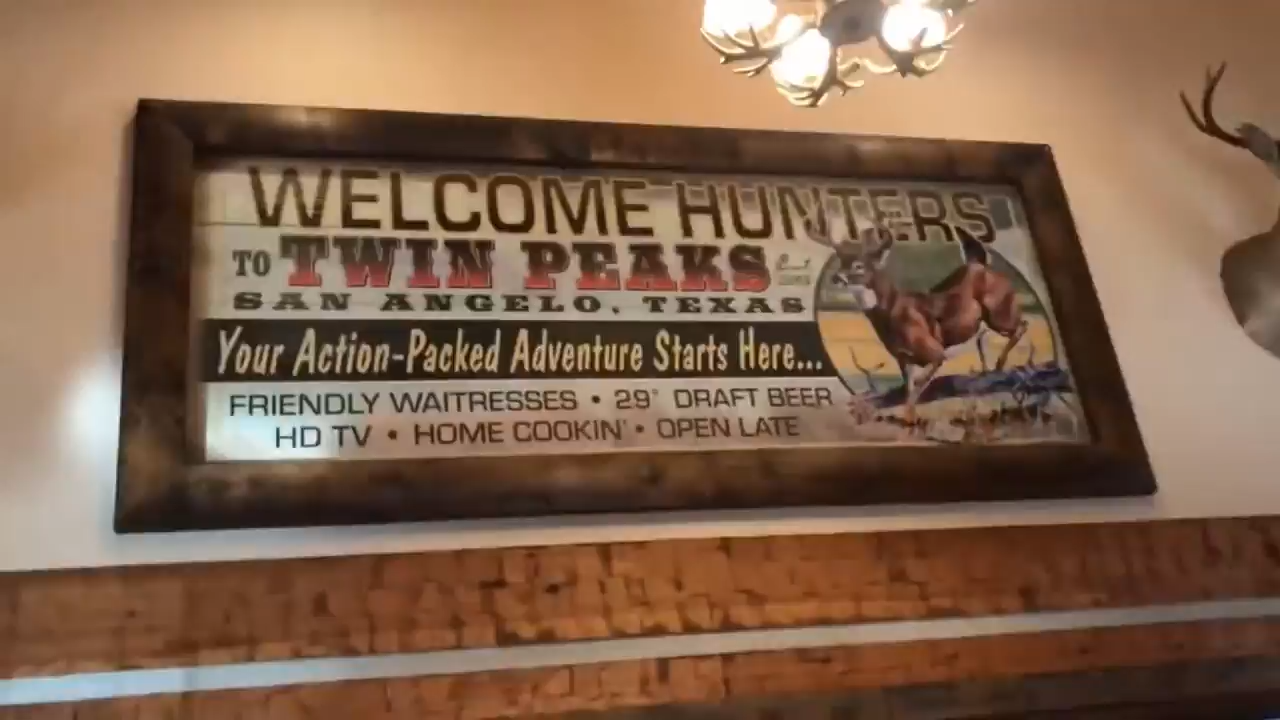 WELCOME HUNTERS
TO TWIN PEAKS
SAN ANGELO, TEXAS
Your Action-Packed Adventure Starts Here...
FRIENDLY WAITRESSES • 29° DRAFT BEER
HD TV • HOME COOKIN' • OPEN LATE